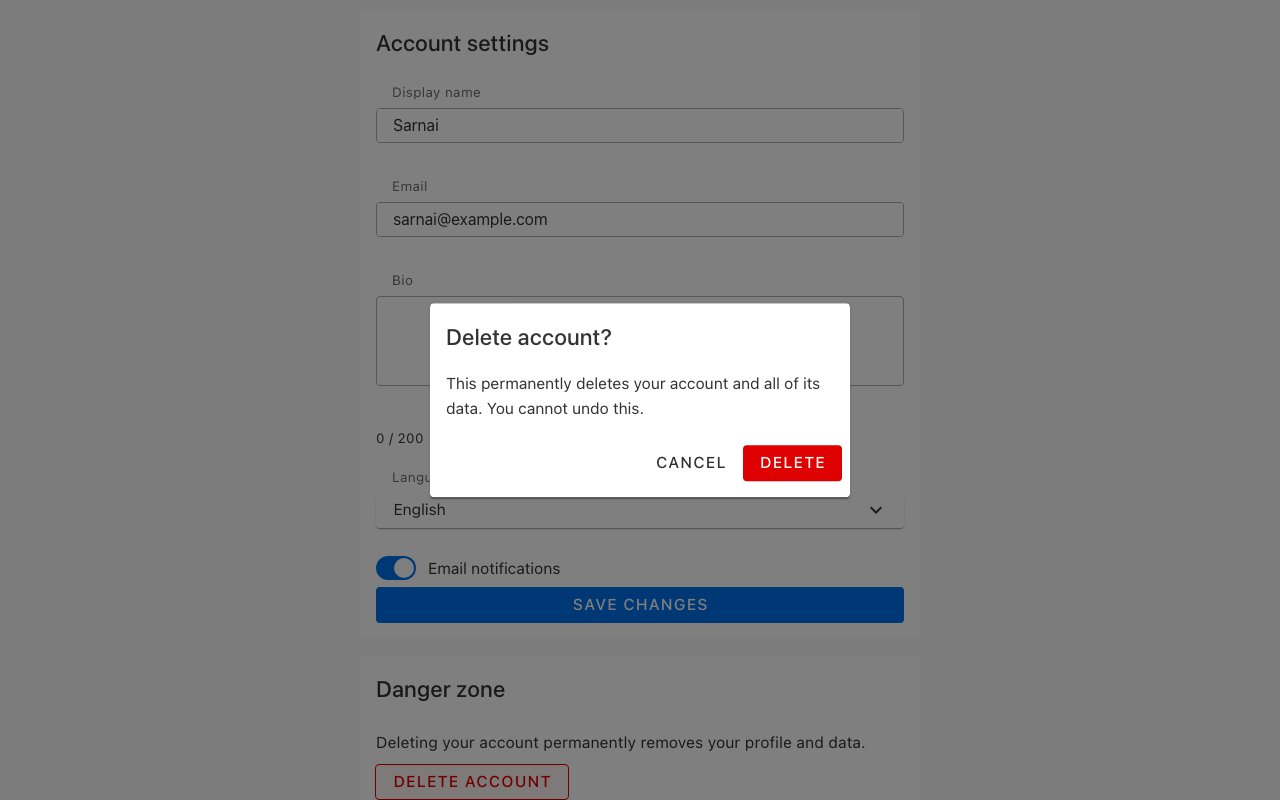 Account settings
Display name
Sarnai
Email
sarnai@example.com
Bio
Delete account?
This permanently deletes your account and all of its
data. You cannot undo this.
CANCEL
DELETE
0 / 200
English
Email notifications
SAVE CHANGES
Danger zone
Deleting your account permanently removes your profile and data.
DELETE ACCOUNT